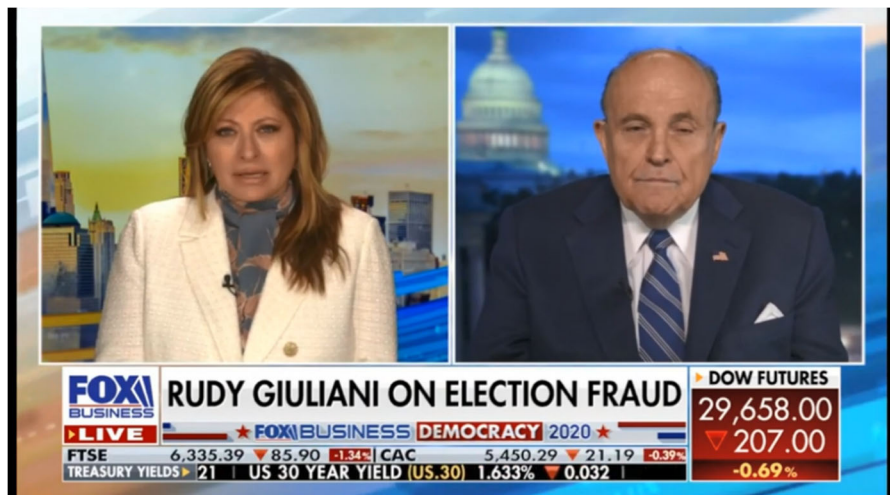 FOX
BUSINESS
LIVE
RUDY GIULIANI ON ELECTION FRAUD
FOX BUSINESS DEMOCRACY 2020
DOW FUTURES
29,658.00
▼ 207.00
-0.69%
FTSE 6,335.39 ▼ 85.90 -1.34% CAC 5,450.29 ▼ 21.19 -0.39%
TREASURY YIELDS 21 US 30 YEAR YIELD (US.30) 1.633% ▼ 0.032